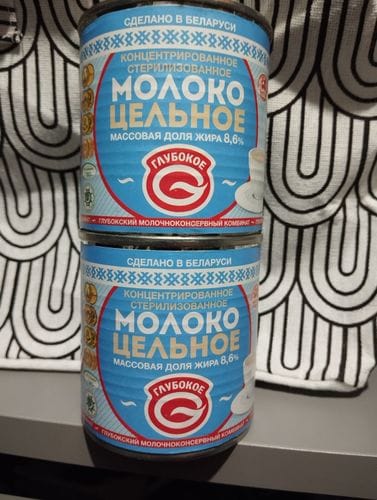 СДЕЛАНО В БЕЛАРУСИ
КОНЦЕНТРИРОВАННОЕ
СТЕРИЛИЗОВАННОЕ
МОЛОКО
ЦЕЛЬНОЕ
МАССОВАЯ ДОЛЯ ЖИРА 8,6%
ГЛУБОКОЕ
ГЛУБОКСКИЙ МОЛОЧНОКОНСЕРВНЫЙ КОМБИНАТ
СДЕЛАНО В БЕЛАРУСИ
КОНЦЕНТРИРОВАННОЕ
СТЕРИЛИЗОВАННОЕ
МОЛОКО
ЦЕЛЬНОЕ
МАССОВАЯ ДОЛЯ ЖИРА 8,6%
ГЛУБОКОЕ
ГЛУБОКСКИЙ МОЛОЧНОКОНСЕРВНЫЙ КОМБИНАТ